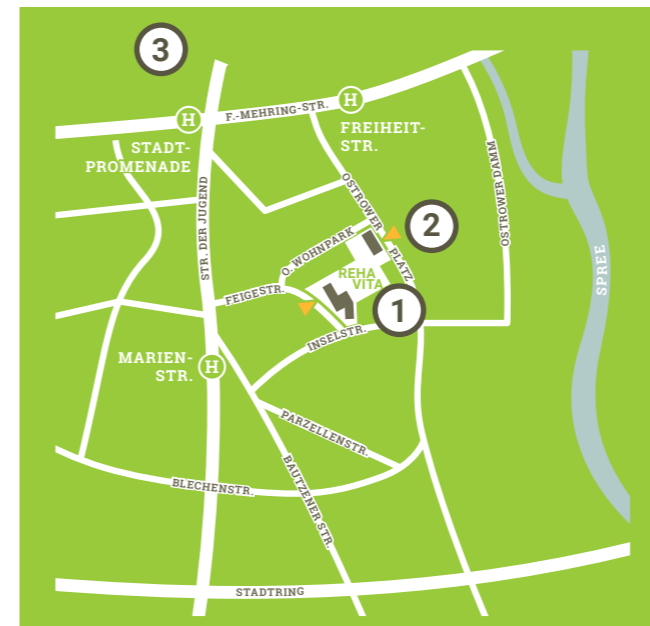 3
H
F.-MEHRING-STR.
H
STADT-
PROMENADE
FREIHEIT-
STR.
STR. DER JUGEND
OSTROWER
PLATZ
OSTROWER DAMM
2
O. WOHNPARK
REHA
VITA
SPREE
FEIGESTR.
1
INSELSTR.
MARIEN-
STR.
H
PARZELLENSTR.
BLECHENSTR.
BAUTZENER STR.
STADTRING